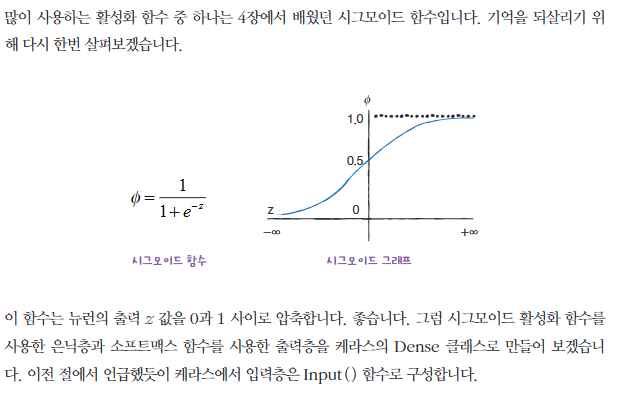 많이 사용하는 활성화 함수 중 하나는 4장에서 배웠던 시그모이드 함수입니다. 기억을 되살리기 위
해 다시 한번 살펴보겠습니다.
φ
1.0
0.5
φ = 1 / (1 + e^-z)
z
0
-∞
+∞
시그모이드 함수
시그모이드 그래프
이 함수는 뉴런의 출력 z 값을 0과 1 사이로 압축합니다. 좋습니다. 그럼 시그모이드 활성화 함수를
사용한 은닉층과 소프트맥스 함수를 사용한 출력층을 케라스의 Dense 클래스로 만들어 보겠습니
다. 이전 절에서 언급했듯이 케라스에서 입력층은 Input() 함수로 구성합니다.